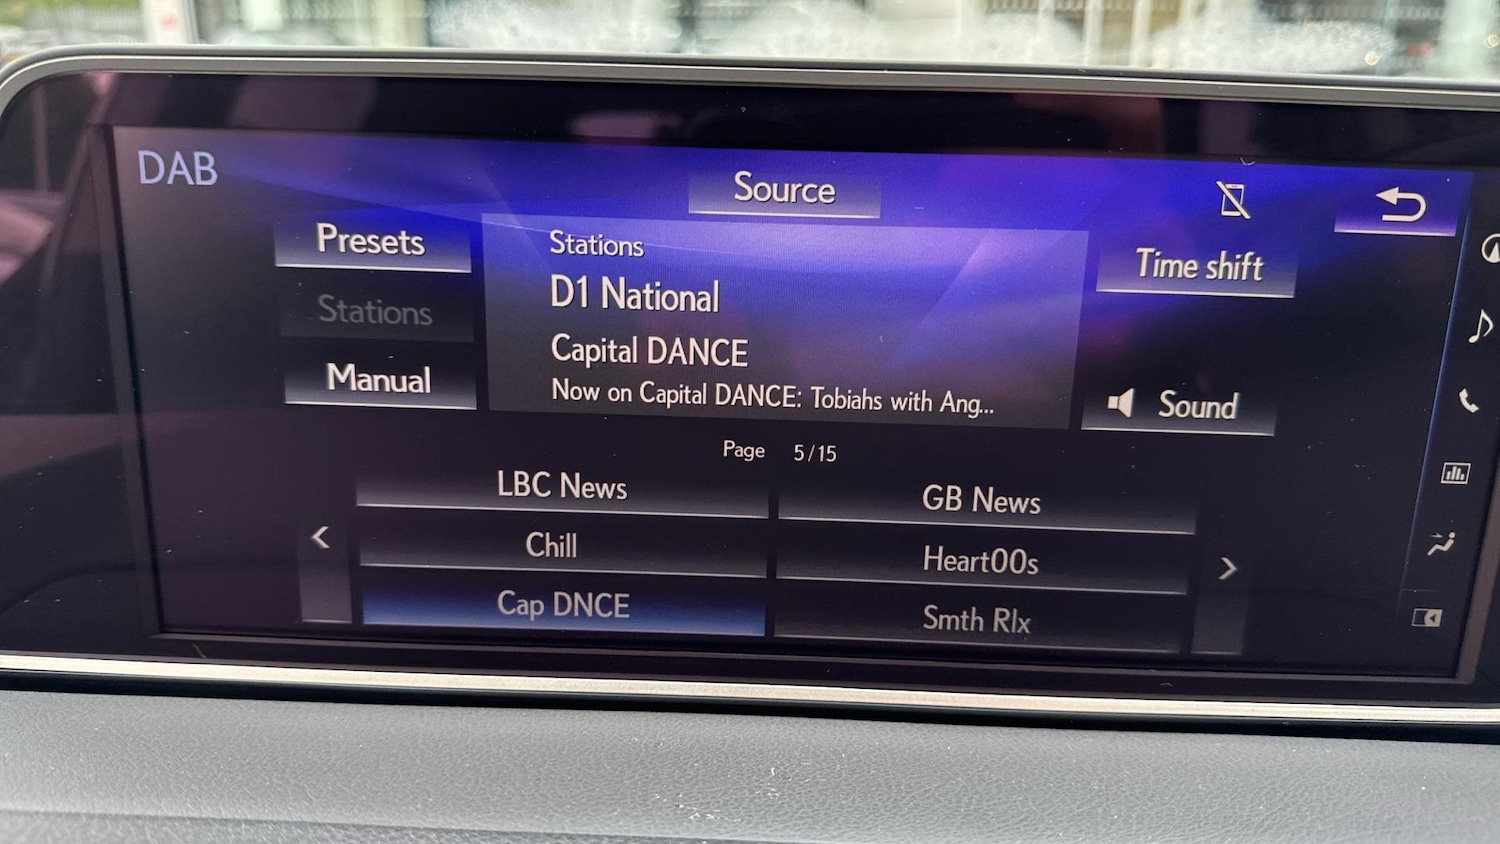 DAB
Source
Presets
Stations
Manual
Stations
D1 National
Capital DANCE
Now on Capital DANCE: Tobiahs with Ang...
Time shift
Sound
Page 5/15
LBC News
GB News
Chill
Heart00s
Cap DNCE
Smth Rlx